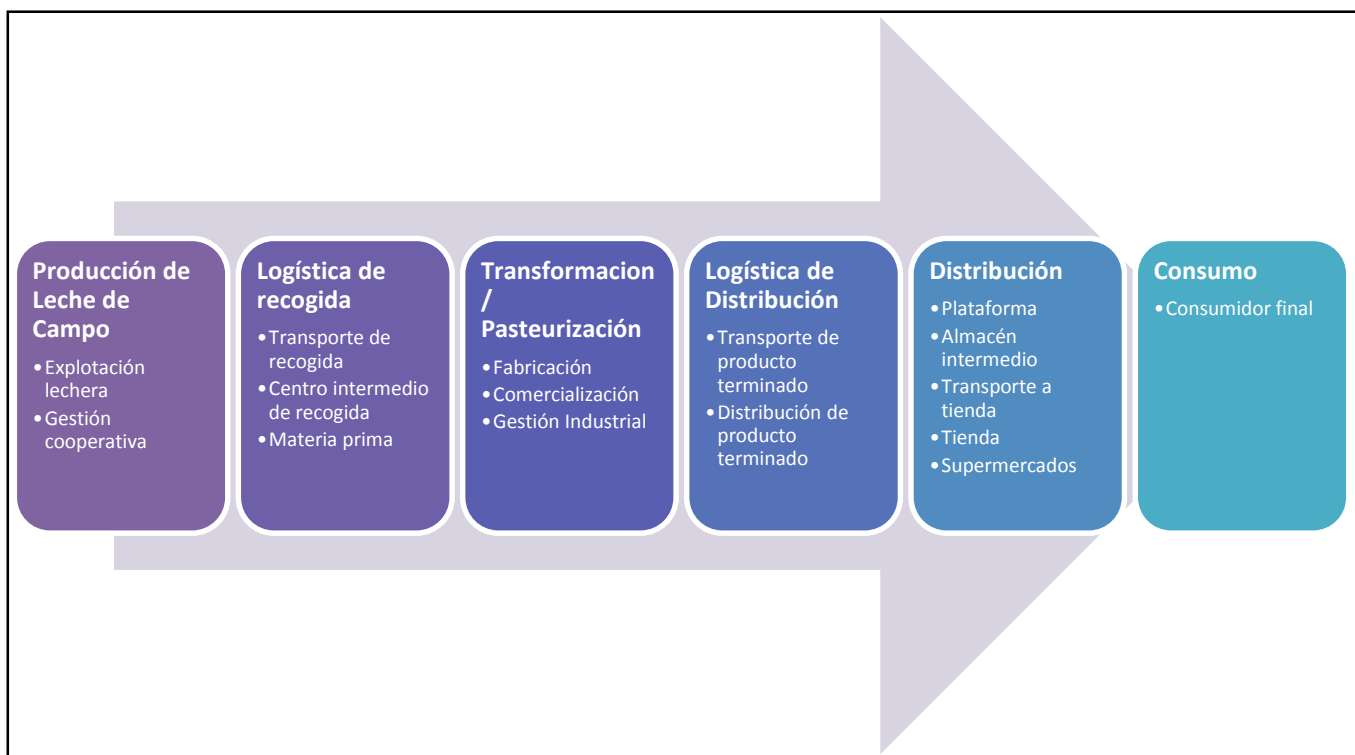 Producción de
Leche de
Campo
•Explotación
lechera
•Gestión
cooperativa
Logística de
recogida
•Transporte de
recogida
•Centro intermedio
de recogida
•Materia prima
Transformacion
/
Pasteurización
•Fabricación
•Comercialización
•Gestión Industrial
Logística de
Distribución
•Transporte de
producto
terminado
•Distribución de
producto
terminado
Distribución
•Plataforma
•Almacén
intermedio
•Transporte a
tienda
•Tienda
•Supermercados
Consumo
•Consumidor final